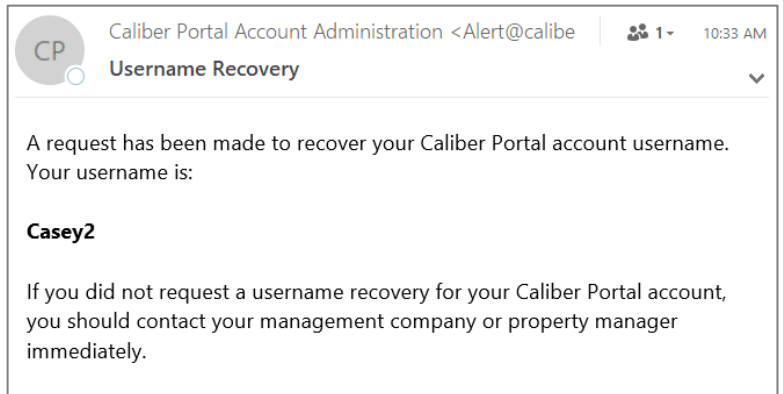 CP
Caliber Portal Account Administration <Alert@calibe
1
10:33 AM
Username Recovery
A request has been made to recover your Caliber Portal account username.
Your username is:
Casey2
If you did not request a username recovery for your Caliber Portal account,
you should contact your management company or property manager
immediately.